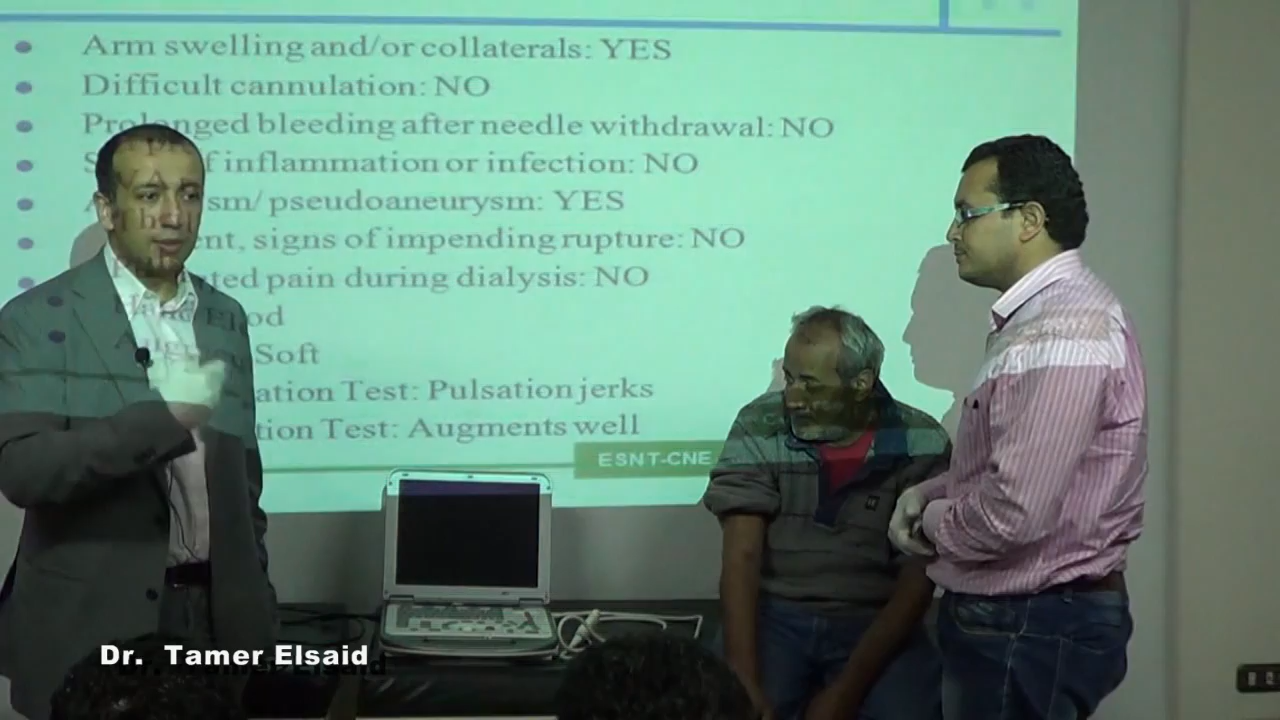 Arm swelling and/or collaterals: YES
Difficult cannulation: NO
Prolonged bleeding after needle withdrawal: NO
inflammation or infection: NO
pseudoaneurysm: YES
signs of impending rupture: NO
pain during dialysis: NO
Soft
Test: Pulsation jerks
Test: Augments well
ESNT-CNE
Dr. Tamer Elsaid